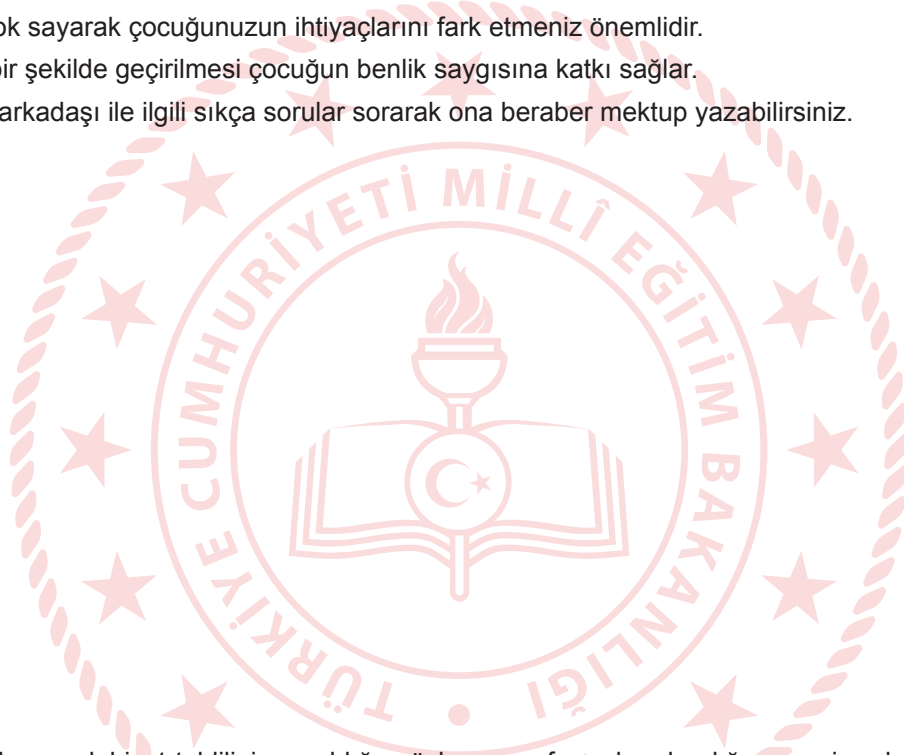 ok sayarak çocuğunuzun ihtiyaçlarını fark etmeniz önemlidir.
bir şekilde geçirilmesi çocuğun benlik saygısına katkı sağlar.
arkadaşı ile ilgili sıkça sorular sorarak ona beraber mektup yazabilirsiniz.
TÜRKİYE CUMHURİYETİ MİLLÎ EĞİTİM BAKANLIĞI